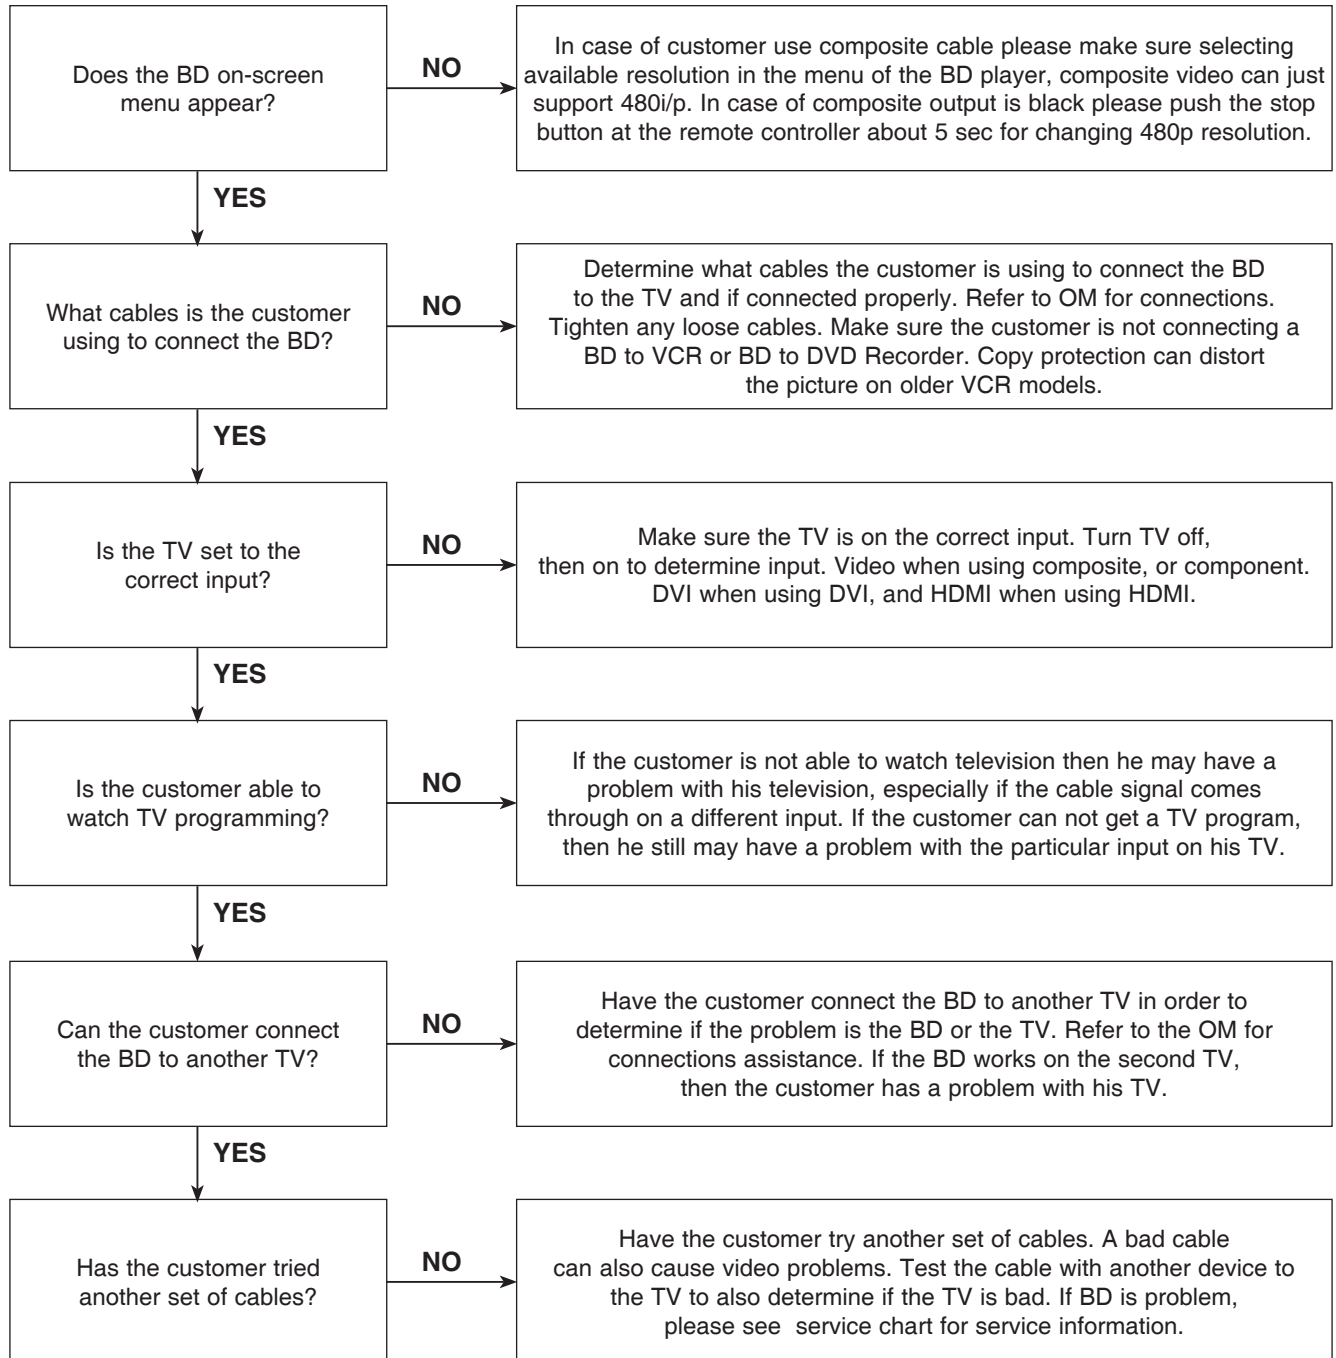 Does the BD on-screen
menu appear?
NO
In case of customer use composite cable please make sure selecting
available resolution in the menu of the BD player, composite video can just
support 480i/p. In case of composite output is black please push the stop
button at the remote controller about 5 sec for changing 480p resolution.
YES
What cables is the customer
using to connect the BD?
NO
Determine what cables the customer is using to connect the BD
to the TV and if connected properly. Refer to OM for connections.
Tighten any loose cables. Make sure the customer is not connecting a
BD to VCR or BD to DVD Recorder. Copy protection can distort
the picture on older VCR models.
YES
Is the TV set to the
correct input?
NO
Make sure the TV is on the correct input. Turn TV off,
then on to determine input. Video when using composite, or component.
DVI when using DVI, and HDMI when using HDMI.
YES
Is the customer able to
watch TV programming?
NO
If the customer is not able to watch television then he may have a
problem with his television, especially if the cable signal comes
through on a different input. If the customer can not get a TV program,
then he still may have a problem with the particular input on his TV.
YES
Can the customer connect
the BD to another TV?
NO
Have the customer connect the BD to another TV in order to
determine if the problem is the BD or the TV. Refer to the OM for
connections assistance. If the BD works on the second TV,
then the customer has a problem with his TV.
YES
Has the customer tried
another set of cables?
NO
Have the customer try another set of cables. A bad cable
can also cause video problems. Test the cable with another device to
the TV to also determine if the TV is bad. If BD is problem,
please see  service chart for service information.